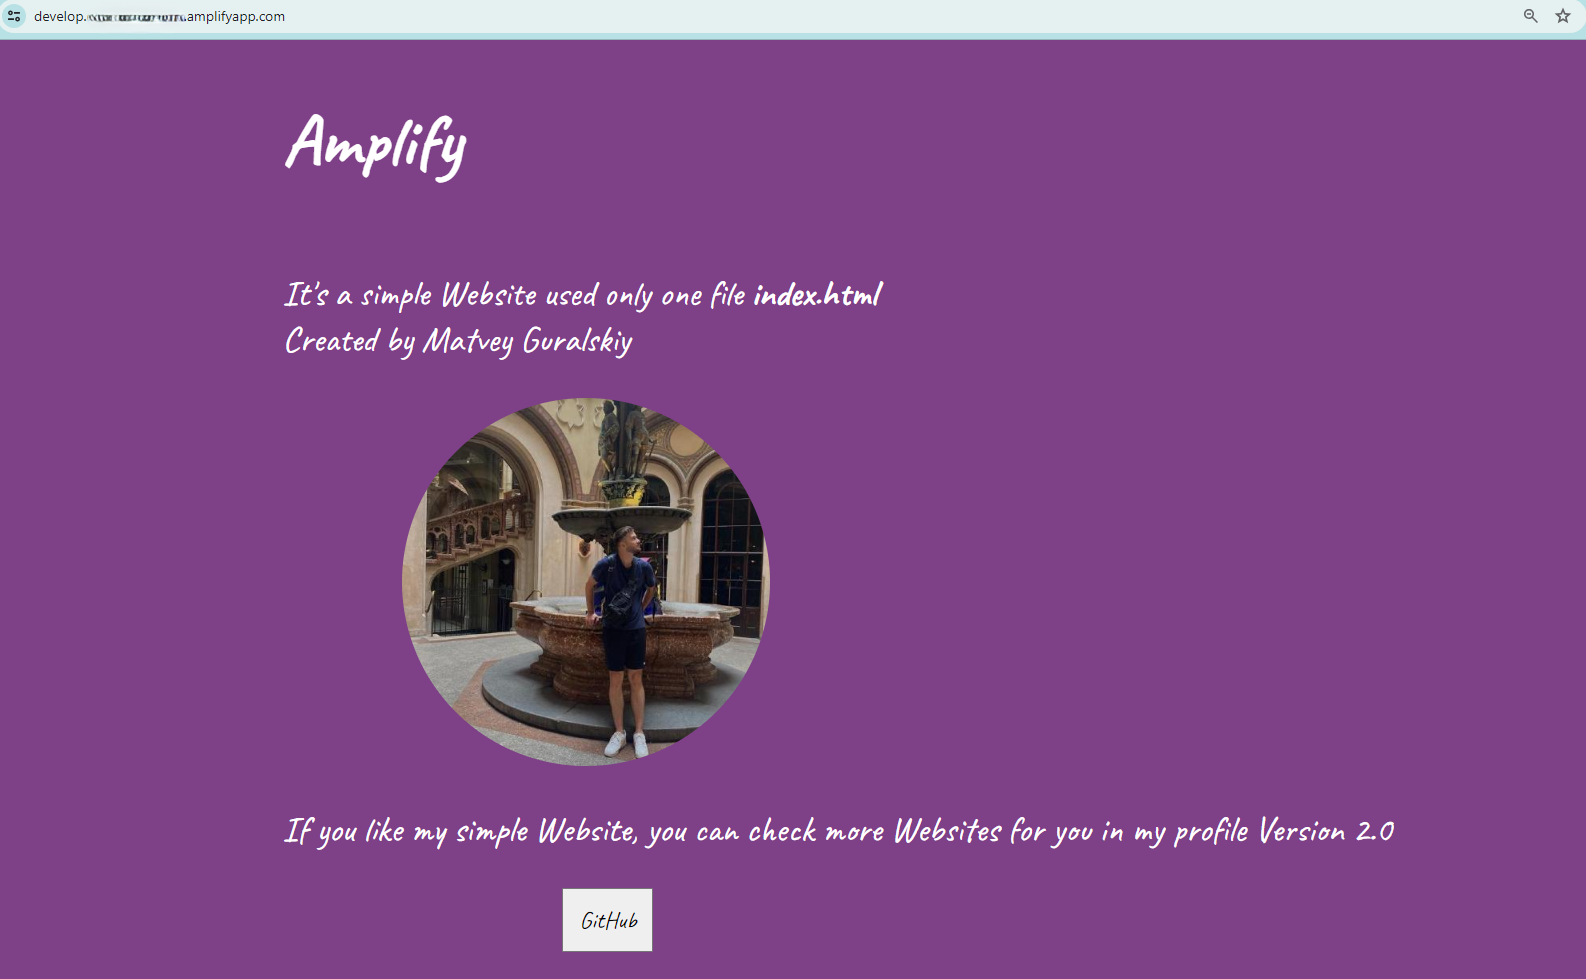 develop. .amplifyapp.com
Amplify
It's a simple Website used only one file index.html
Created by Matvey Guralskiy
If you like my simple Website, you can check more Websites for you in my profile Version 2.0
GitHub